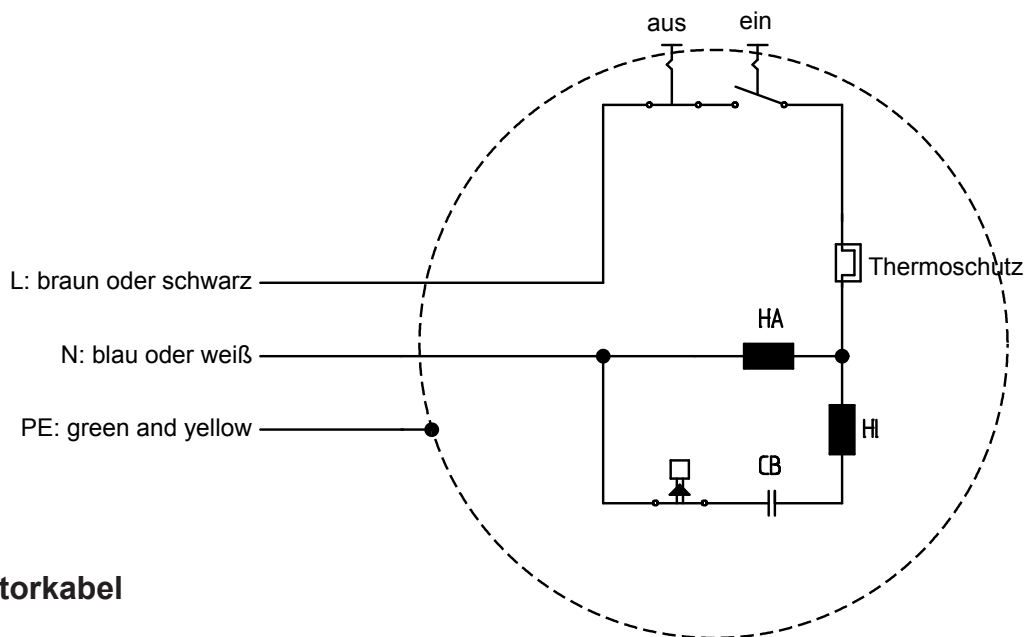 aus ein
Thermoschutz
L: braun oder schwarz
HA
N: blau oder weiß
PE: green and yellow
HI
CB
torkabel